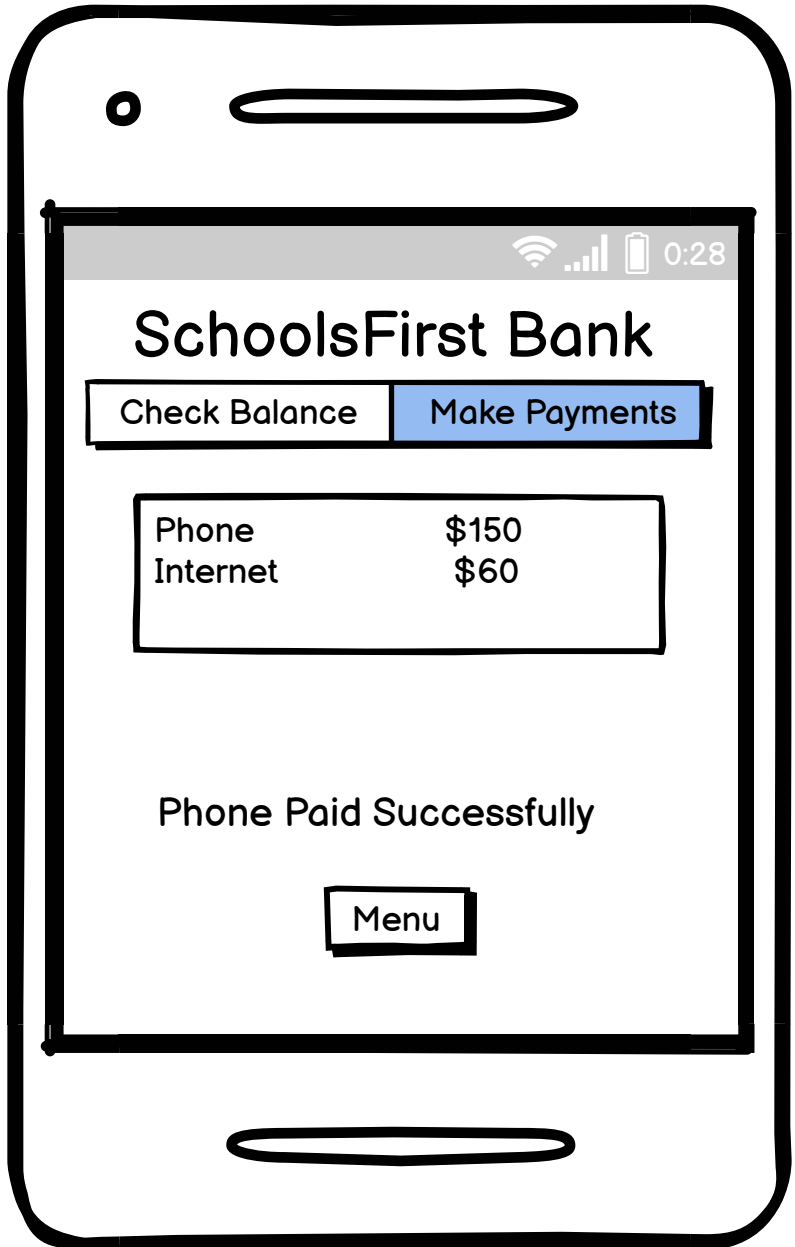 0:28
SchoolsFirst Bank
Check Balance Make Payments
Phone $150
Internet $60
Phone Paid Successfully
Menu